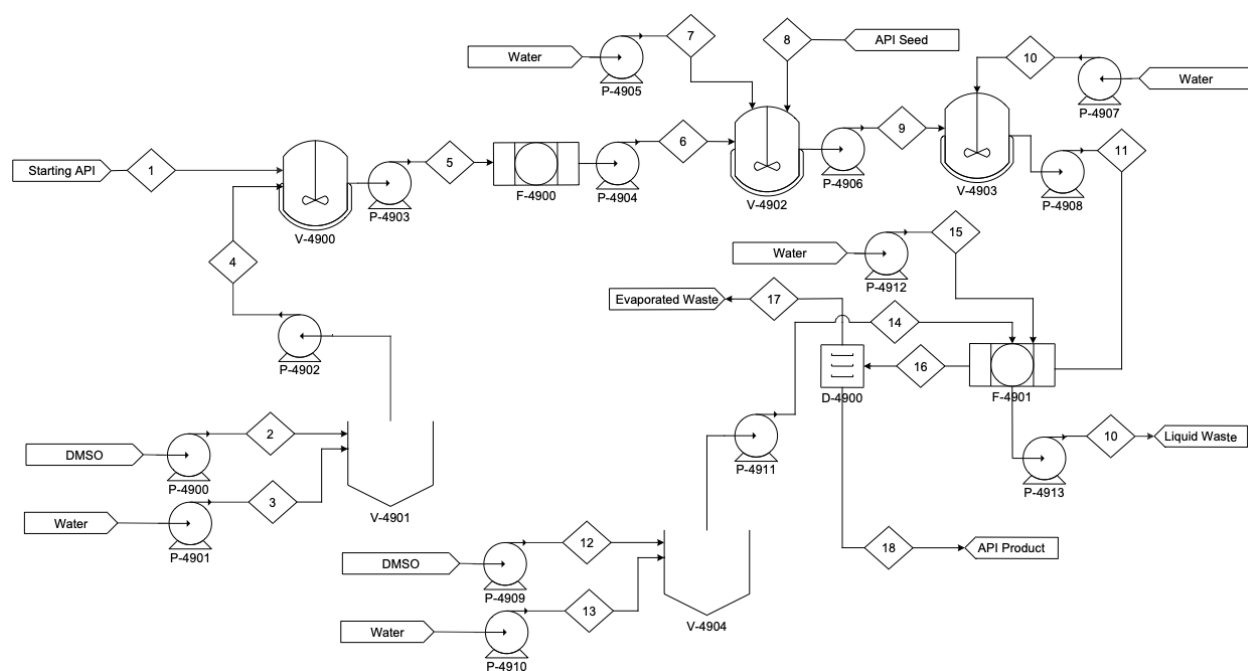 7
8
API Seed
10
Water
P-4905
Water
P-4907
Starting API
1
5
6
9
11
P-4903
F-4900
P-4904
V-4900
V-4902
P-4906
V-4903
P-4908
4
Water
P-4912
15
Evaporated Waste
17
14
P-4902
D-4900
16
F-4901
DMSO
P-4900
2
Water
P-4901
3
V-4901
P-4911
P-4913
10
Liquid Waste
DMSO
P-4909
12
18
API Product
Water
P-4910
13
V-4904